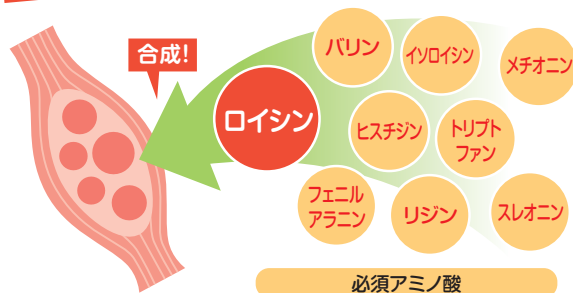 合成!
バリン
イソロイシン
メチオニン
ロイシン
ヒスチジン
トリプト
ファン
フェニル
アラニン
リジン
スレオニン
必須アミノ酸